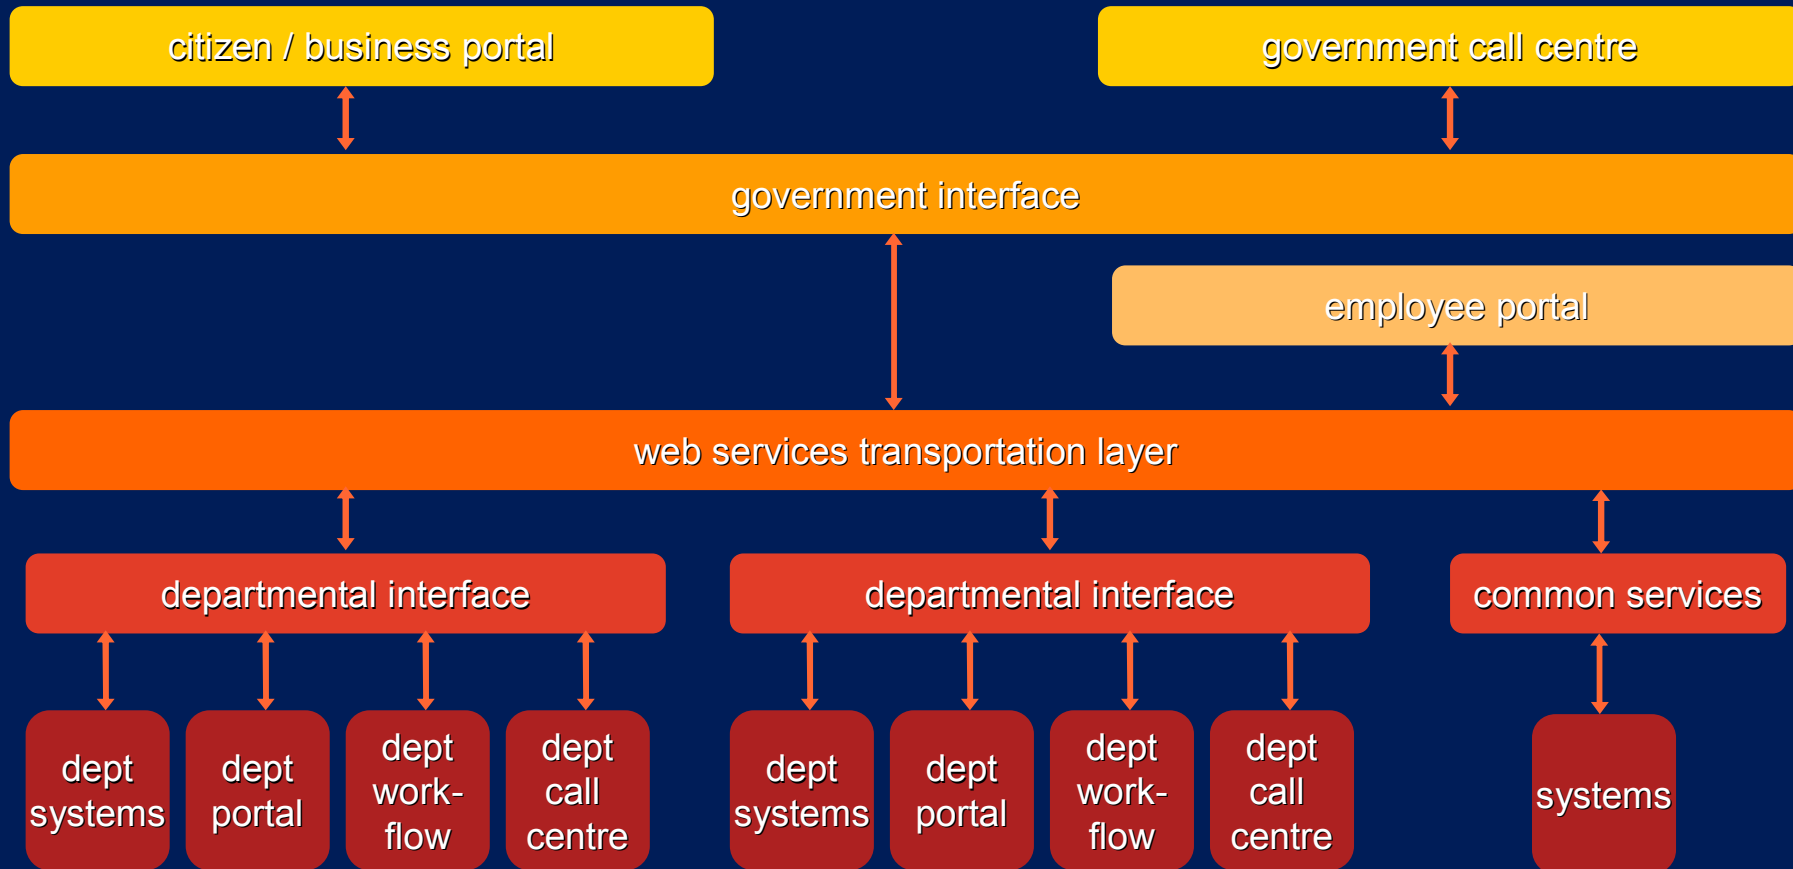 citizen / business portal
government call centre
government interface
employee portal
web services transportation layer
departmental interface
departmental interface
common services
dept
systems
dept
portal
dept
work-
flow
dept
call
centre
dept
systems
dept
portal
dept
work-
flow
dept
call
centre
systems